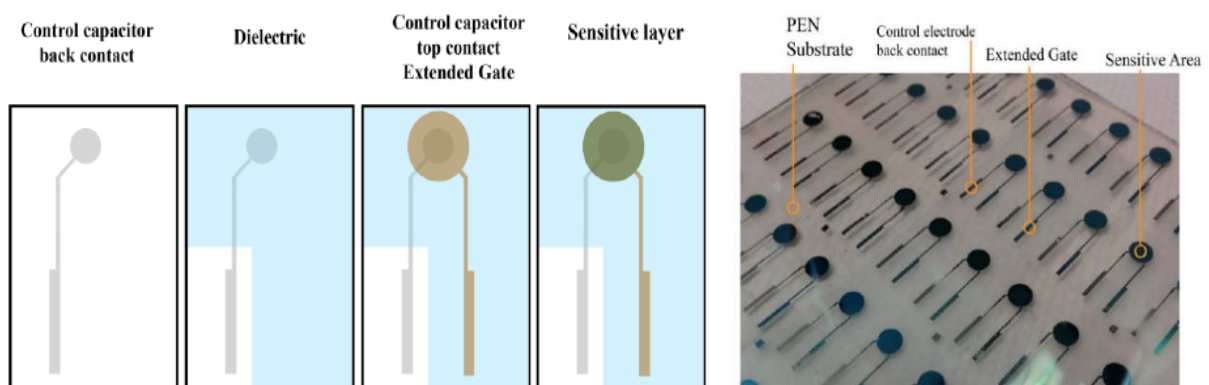 Control capacitor
back contact
Dielectric
Control capacitor
top contact
Extended Gate
Sensitive layer
PEN
Substrate
Control electrode
back contact
Extended Gate
Sensitive Area